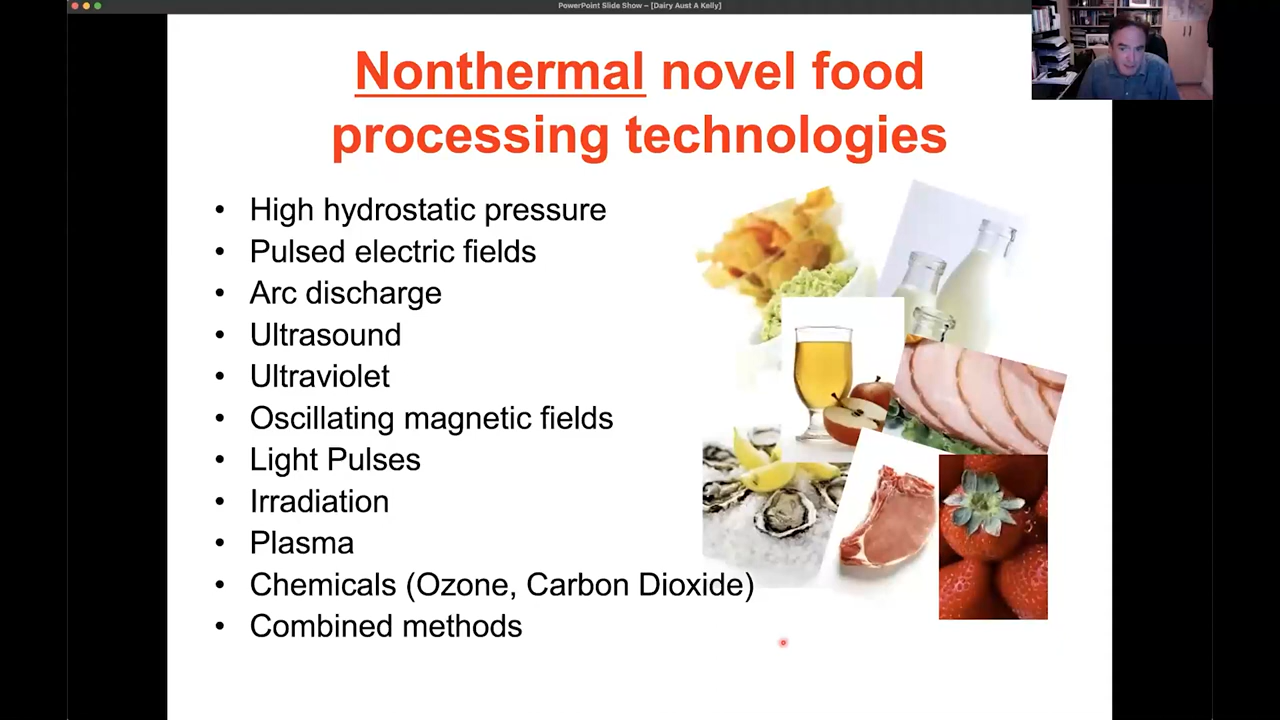 PowerPoint Slide Show – [Dairy Aust A Kelly]
Nonthermal novel food
processing technologies
• High hydrostatic pressure
• Pulsed electric fields
• Arc discharge
• Ultrasound
• Ultraviolet
• Oscillating magnetic fields
• Light Pulses
• Irradiation
• Plasma
• Chemicals (Ozone, Carbon Dioxide)
• Combined methods